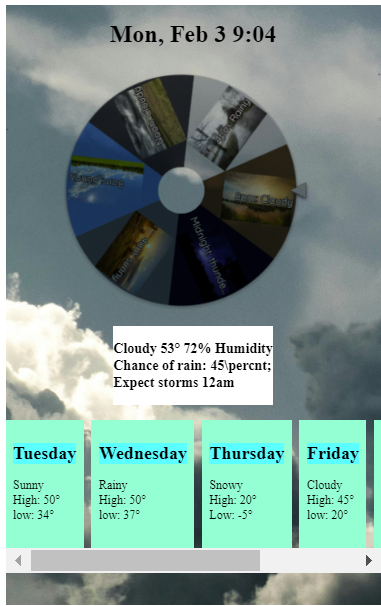 Mon, Feb 3 9:04
Rainy
Cloudy
Midnight-thunde...
Cloudy 53° 72% Humidity
Chance of rain: 45\percnt;
Expect storms 12am
Tuesday
Sunny
High: 50°
low: 34°
Wednesday
Rainy
High: 50°
low: 37°
Thursday
Snowy
High: 20°
Low: -5°
Friday
Cloudy
High: 45°
low: 20°